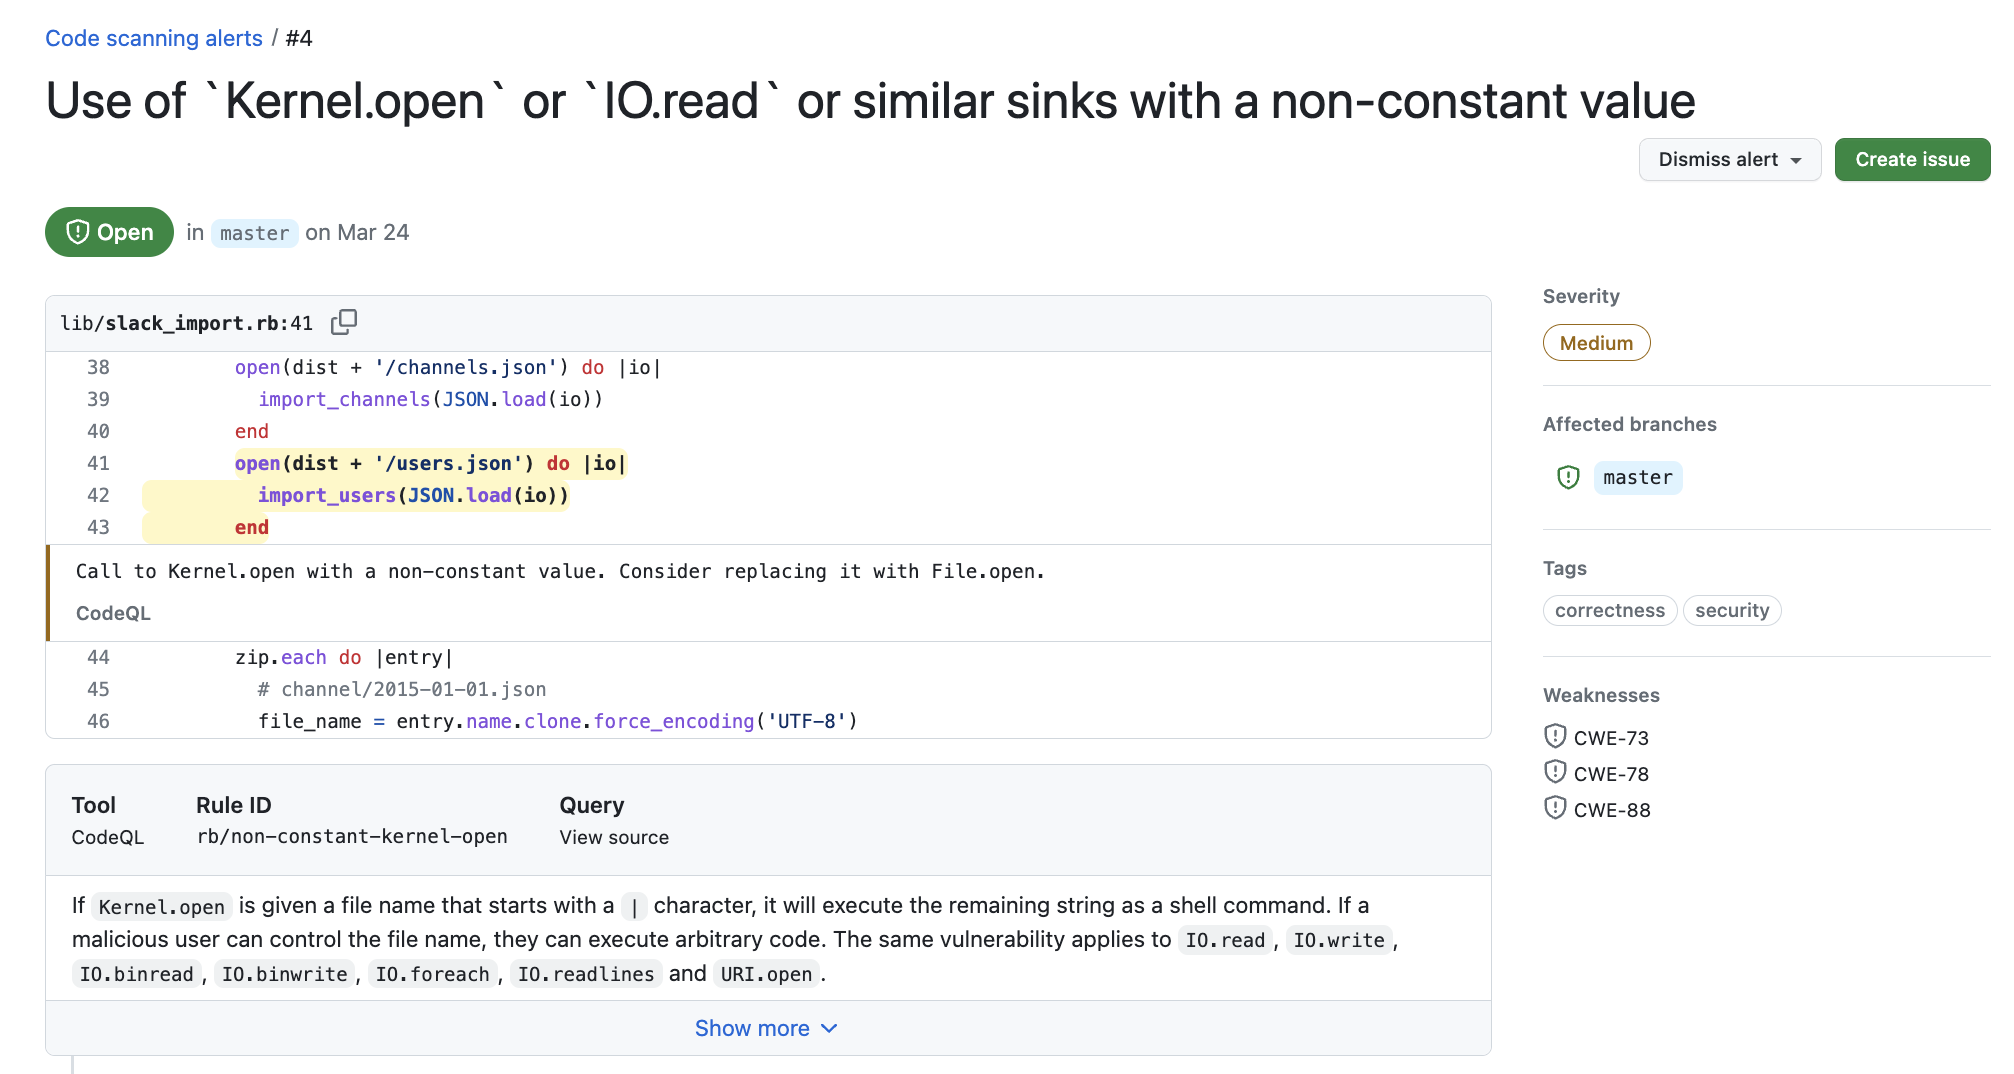 Code scanning alerts / #4
Use of `Kernel.open` or `IO.read` or similar sinks with a non-constant value
Dismiss alert
Create issue
Open in master on Mar 24
lib/slack_import.rb:41
38 open(dist + '/channels.json') do |io|
39 import_channels(JSON.load(io))
40 end
41 open(dist + '/users.json') do |io|
42 import_users(JSON.load(io))
43 end
Call to Kernel.open with a non-constant value. Consider replacing it with File.open.
CodeQL
44 zip.each do |entry|
45 # channel/2015-01-01.json
46 file_name = entry.name.clone.force_encoding('UTF-8')
Tool Rule ID Query
CodeQL rb/non-constant-kernel-open View source
If Kernel.open is given a file name that starts with a | character, it will execute the remaining string as a shell command. If a
malicious user can control the file name, they can execute arbitrary code. The same vulnerability applies to IO.read, IO.write,
IO.binread, IO.binwrite, IO.foreach, IO.readlines and URI.open.
Show more
Severity
Medium
Affected branches
master
Tags
correctness security
Weaknesses
CWE-73
CWE-78
CWE-88